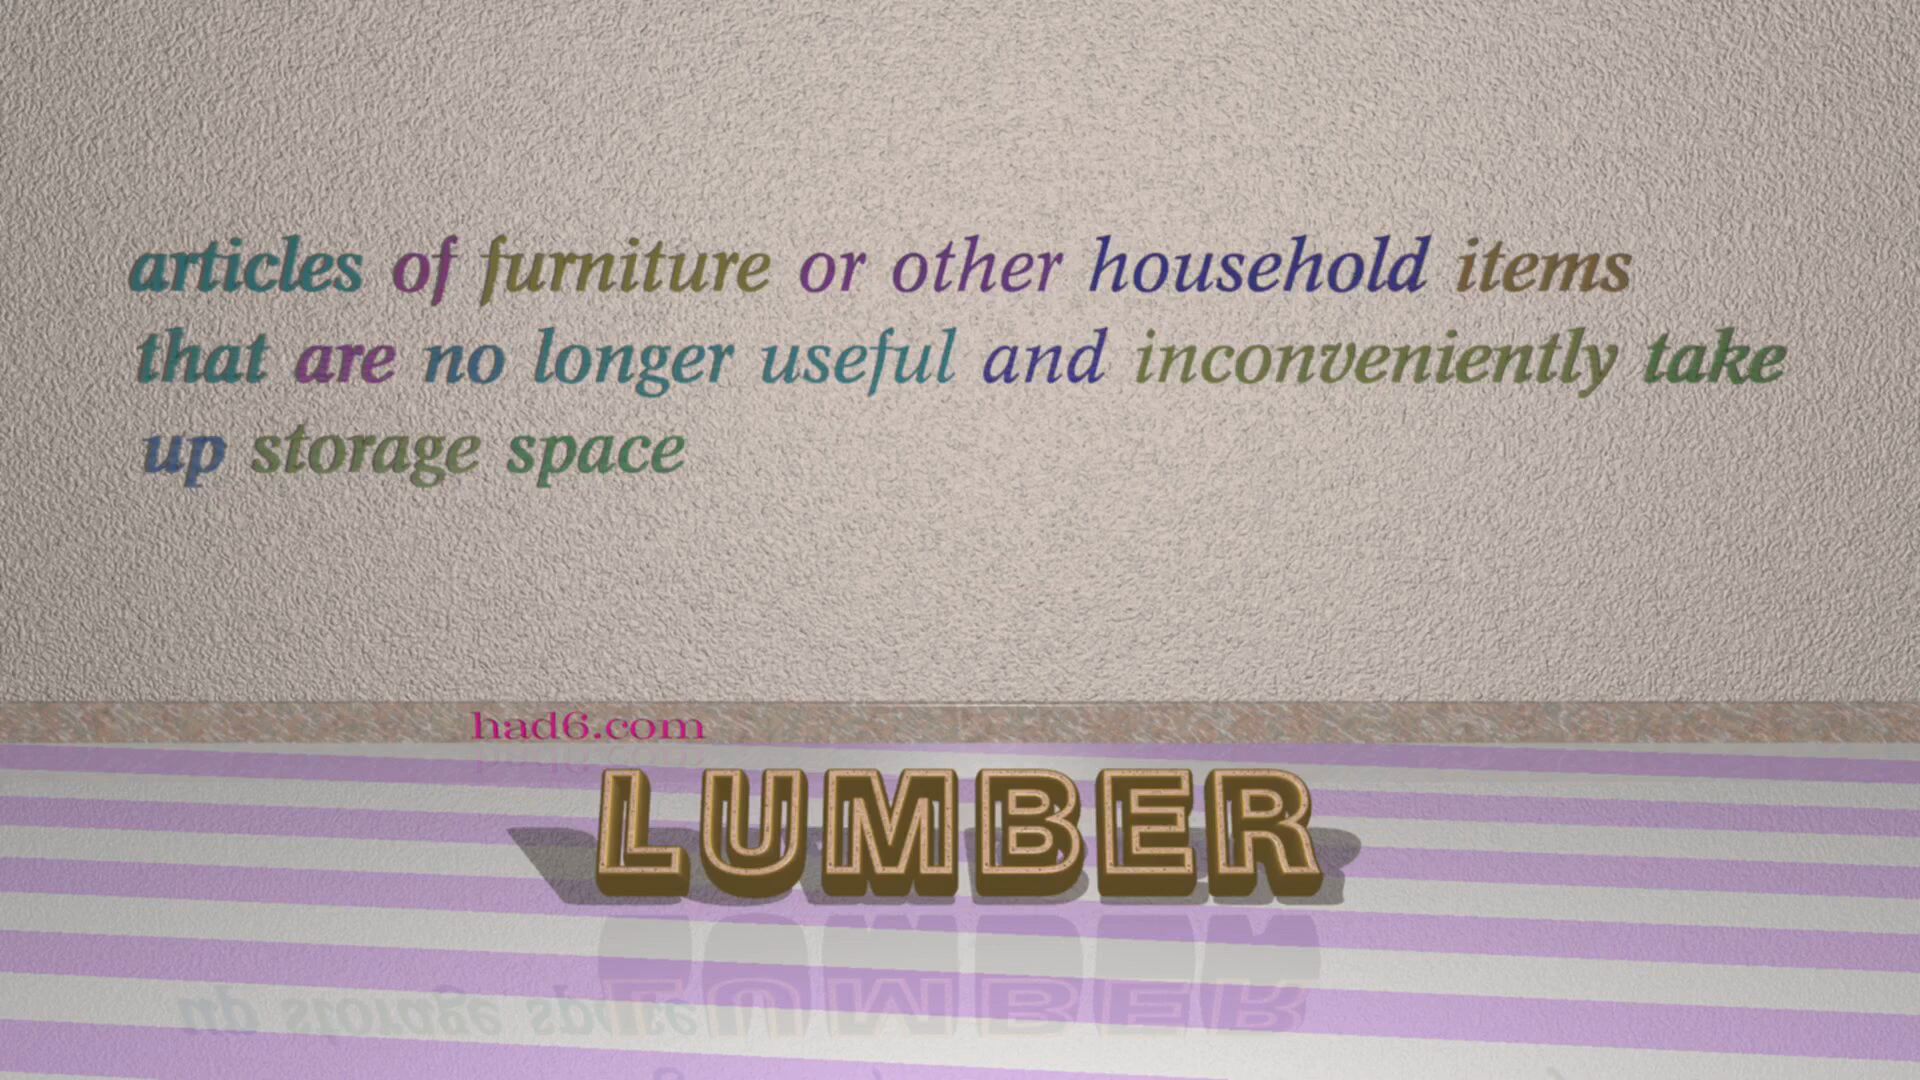 articles of furniture or other household items
that are no longer useful and inconveniently take
up storage space
had6.com
LUMBER